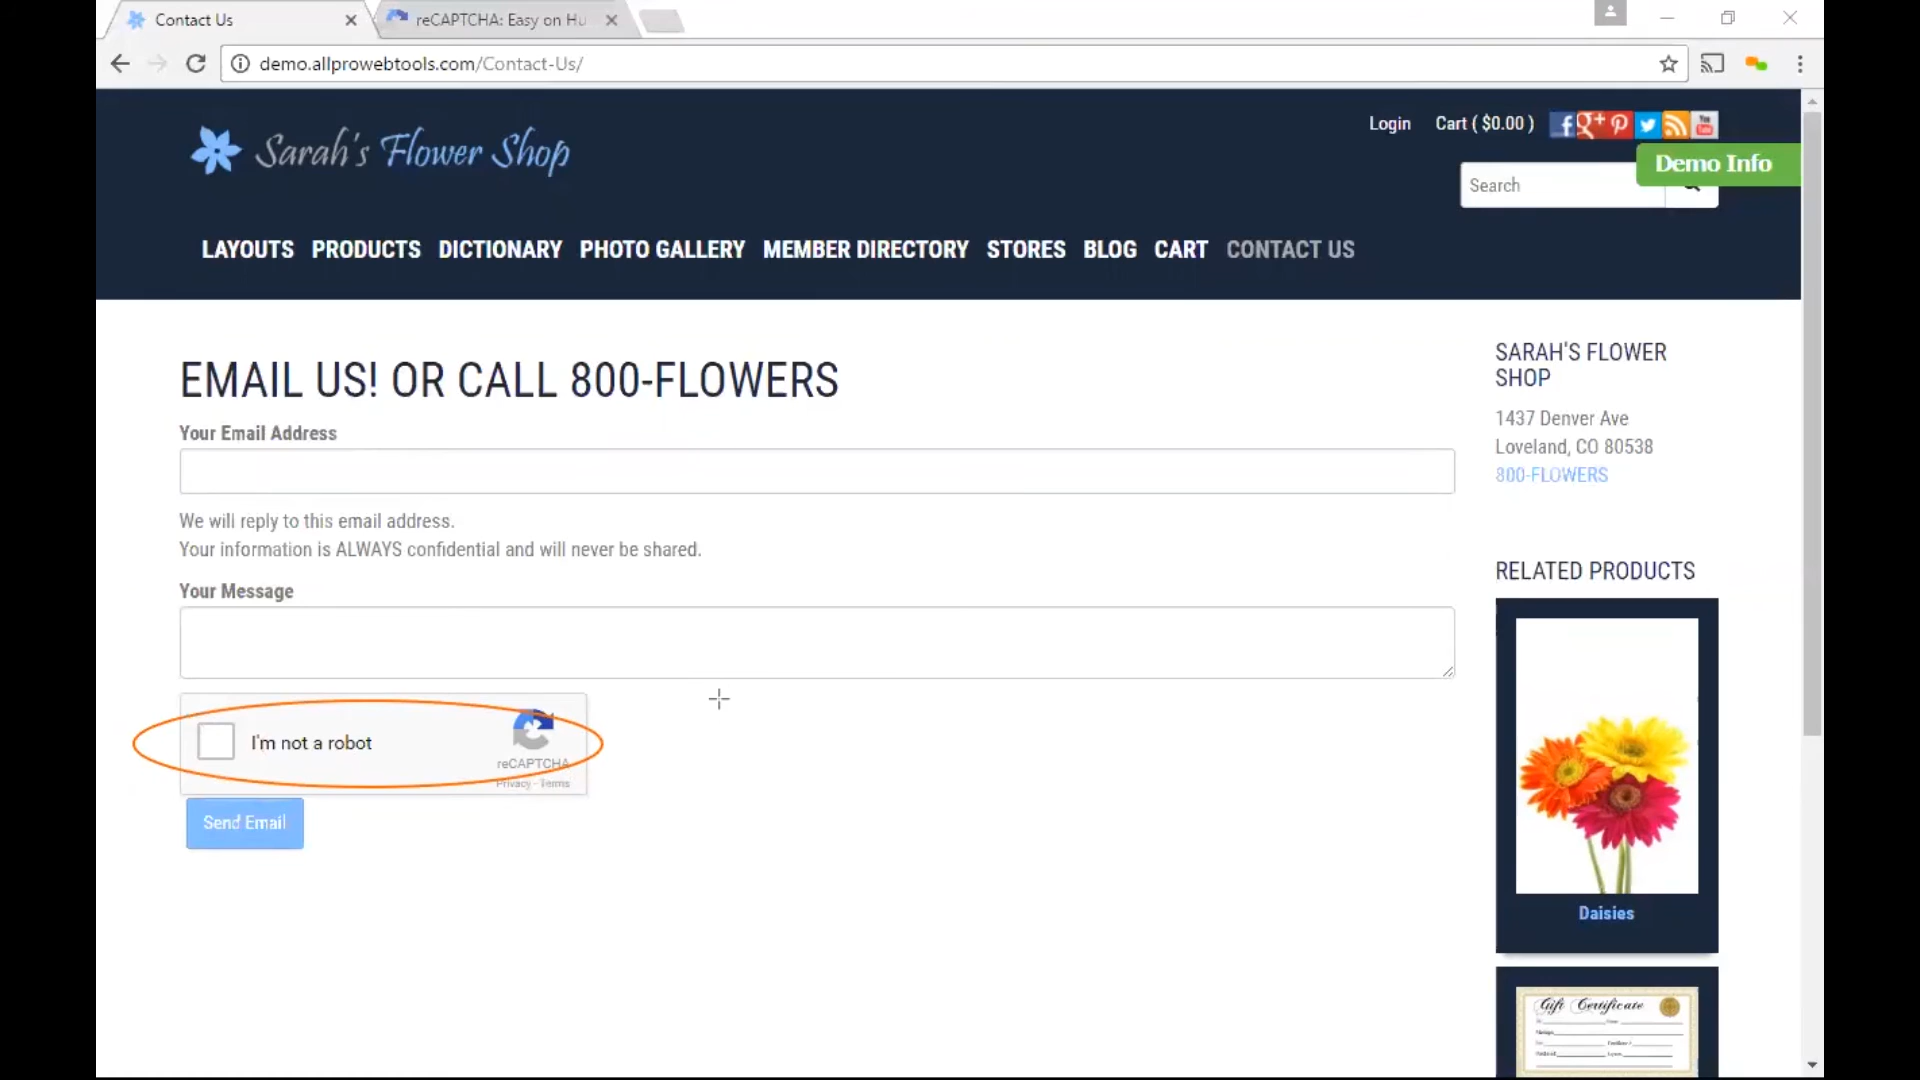 Contact Us
reCAPTCHA: Easy on Hu
demo.allprowebtools.com/Contact-Us/
Sarah's Flower Shop
Login Cart ( $0.00 )
Demo Info
Search
LAYOUTS PRODUCTS DICTIONARY PHOTO GALLERY MEMBER DIRECTORY STORES BLOG CART CONTACT US
EMAIL US! OR CALL 800-FLOWERS
Your Email Address
We will reply to this email address.
Your information is ALWAYS confidential and will never be shared.
Your Message
I'm not a robot
reCAPTCHA
Privacy - Terms
Send Email
SARAH'S FLOWER
SHOP
1437 Denver Ave
Loveland, CO 80538
800-FLOWERS
RELATED PRODUCTS
Daisies
Gift Certificate